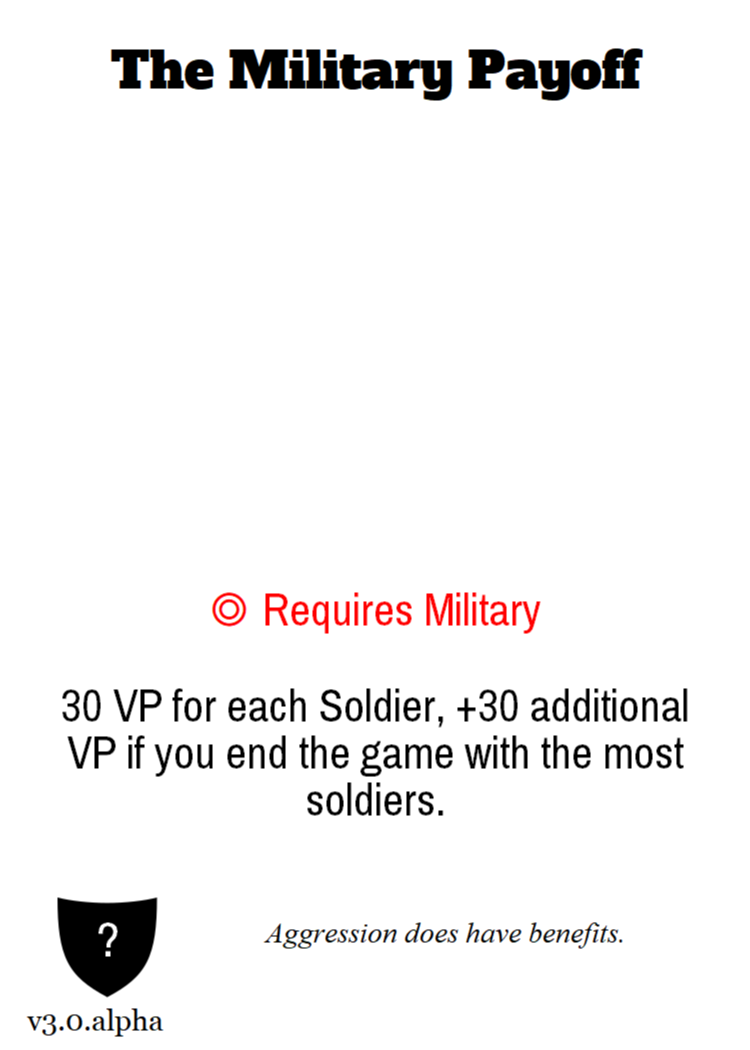 The Military Payoff
◎ Requires Military
30 VP for each Soldier, +30 additional
VP if you end the game with the most
soldiers.
?
Aggression does have benefits.
v3.0.alpha